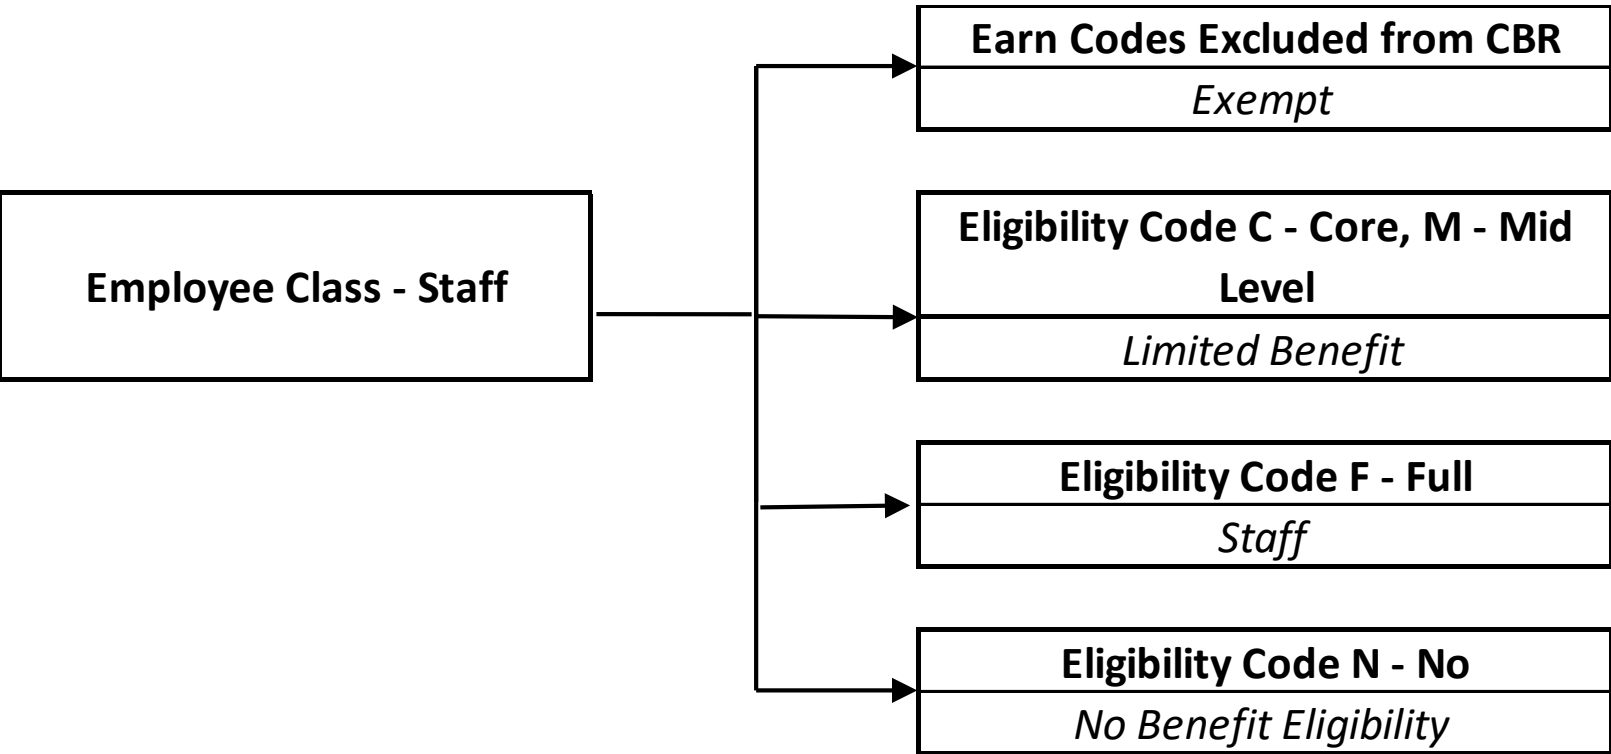 Earn Codes Excluded from CBR
Exempt
Employee Class - Staff
Eligibility Code C - Core, M - Mid
Level
Limited Benefit
Eligibility Code F - Full
Staff
Eligibility Code N - No
No Benefit Eligibility